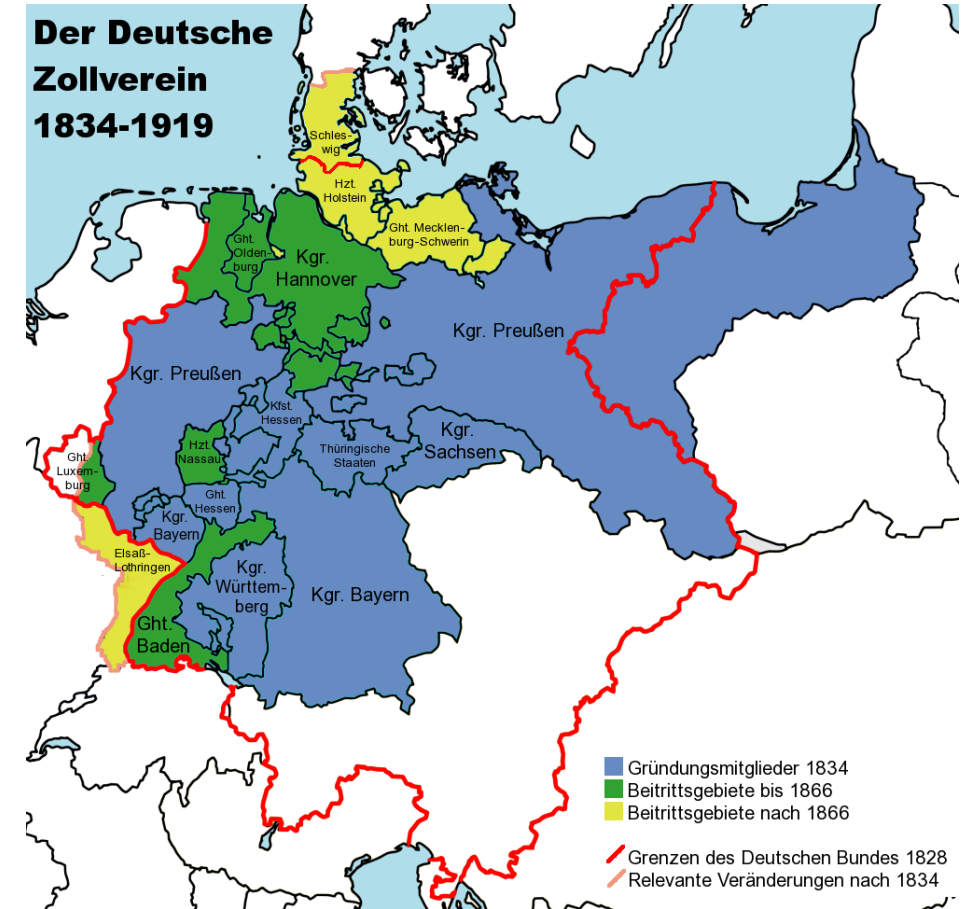 Der Deutsche
Zollverein
1834-1919
Schles-
wig
Hzt.
Holstein
Ght. Mecklen-
burg-Schwerin
Ght.
Olden-
burg
Kgr.
Hannover
Kgr. Preußen
Kgr. Preußen
Kfst.
Hessen
Kgr.
Sachsen
Hzt.
Nassau
Thüringische
Staaten
Ght.
Luxem-
burg
Ght.
Hessen
Kgr.
Bayern
Elsaß-
Lothringen
Kgr.
Württem-
berg
Kgr. Bayern
Ght.
Baden
Gründungsmitglieder 1834
Beitrittsgebiete bis 1866
Beitrittsgebiete nach 1866
Grenzen des Deutschen Bundes 1828
Relevante Veränderungen nach 1834